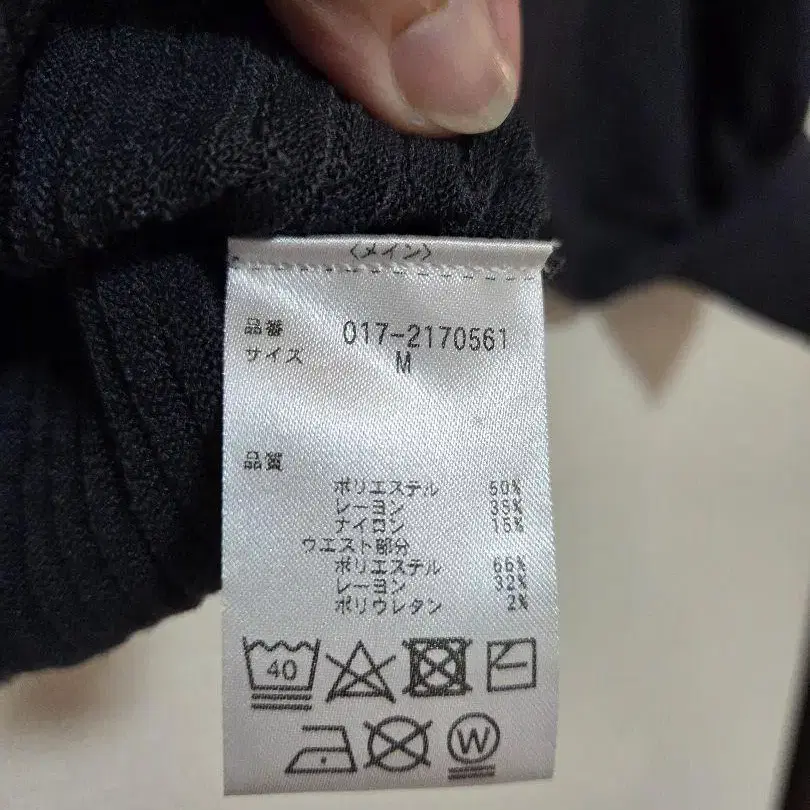 〈メイン〉
品番 017-2170561
サイズ M
品質
ポリエステル 50%
レーヨン 35%
ナイロン 15%
ウエスト部分
ポリエステル 66%
レーヨン 32%
ポリウレタン 2%
40
W